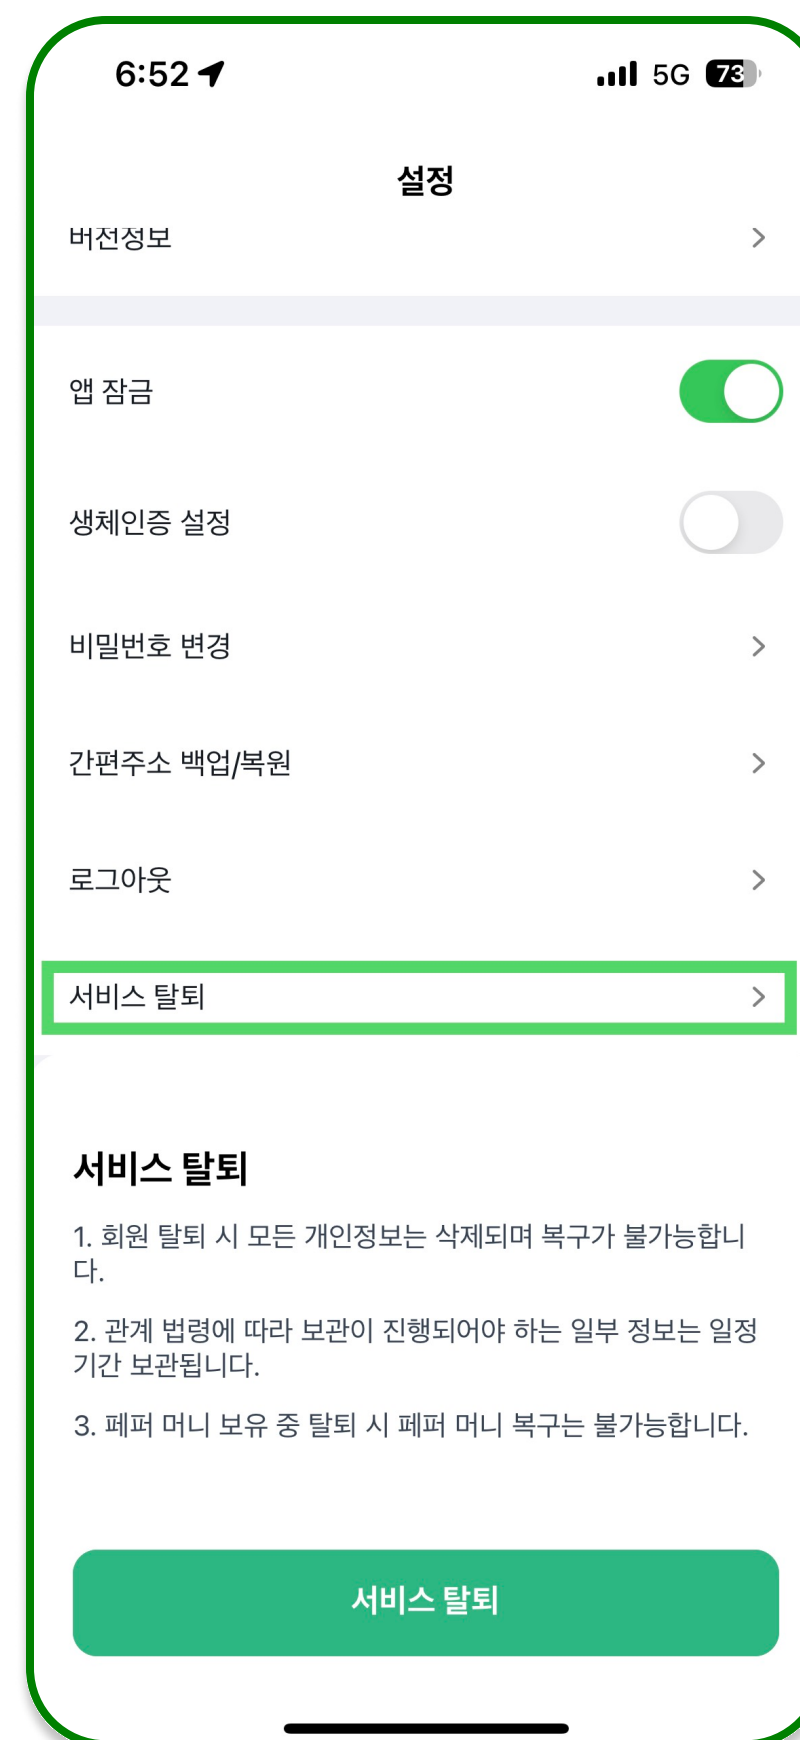 6:52
5G 73
설정
버전정보
앱 잠금
생체인증 설정
비밀번호 변경
간편주소 백업/복원
로그아웃
서비스 탈퇴
서비스 탈퇴
1. 회원 탈퇴 시 모든 개인정보는 삭제되며 복구가 불가능합니
다.
2. 관계 법령에 따라 보관이 진행되어야 하는 일부 정보는 일정
기간 보관됩니다.
3. 페퍼 머니 보유 중 탈퇴 시 페퍼 머니 복구는 불가능합니다.
서비스 탈퇴